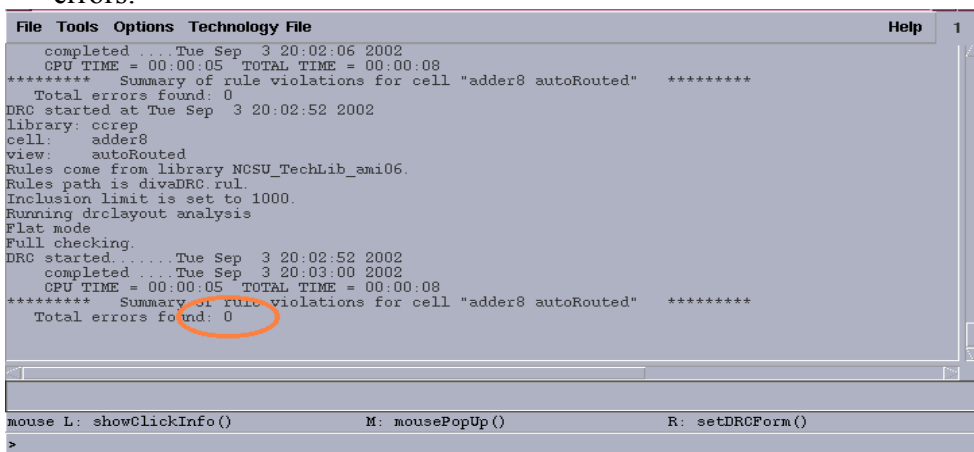 errors.
File Tools Options Technology File Help 1
completed ....Tue Sep 3 20:02:06 2002
CPU TIME = 00:00:05 TOTAL TIME = 00:00:08
********* Summary of rule violations for cell "adder8 autoRouted" *********
Total errors found: 0
DRC started at Tue Sep 3 20:02:52 2002
library: ccrep
cell: adder8
view: autoRouted
Rules come from library NCSU_TechLib_ami06.
Rules path is divaDRC.rul.
Inclusion limit is set to 1000.
Running drclayout analysis
Flat mode
Full checking.
DRC started.......Tue Sep 3 20:02:52 2002
completed ....Tue Sep 3 20:03:00 2002
CPU TIME = 00:00:05 TOTAL TIME = 00:00:08
********* Summary of rule violations for cell "adder8 autoRouted" *********
Total errors found: 0
mouse L: showClickInfo() M: mousePopUp() R: setDRCForm()
>